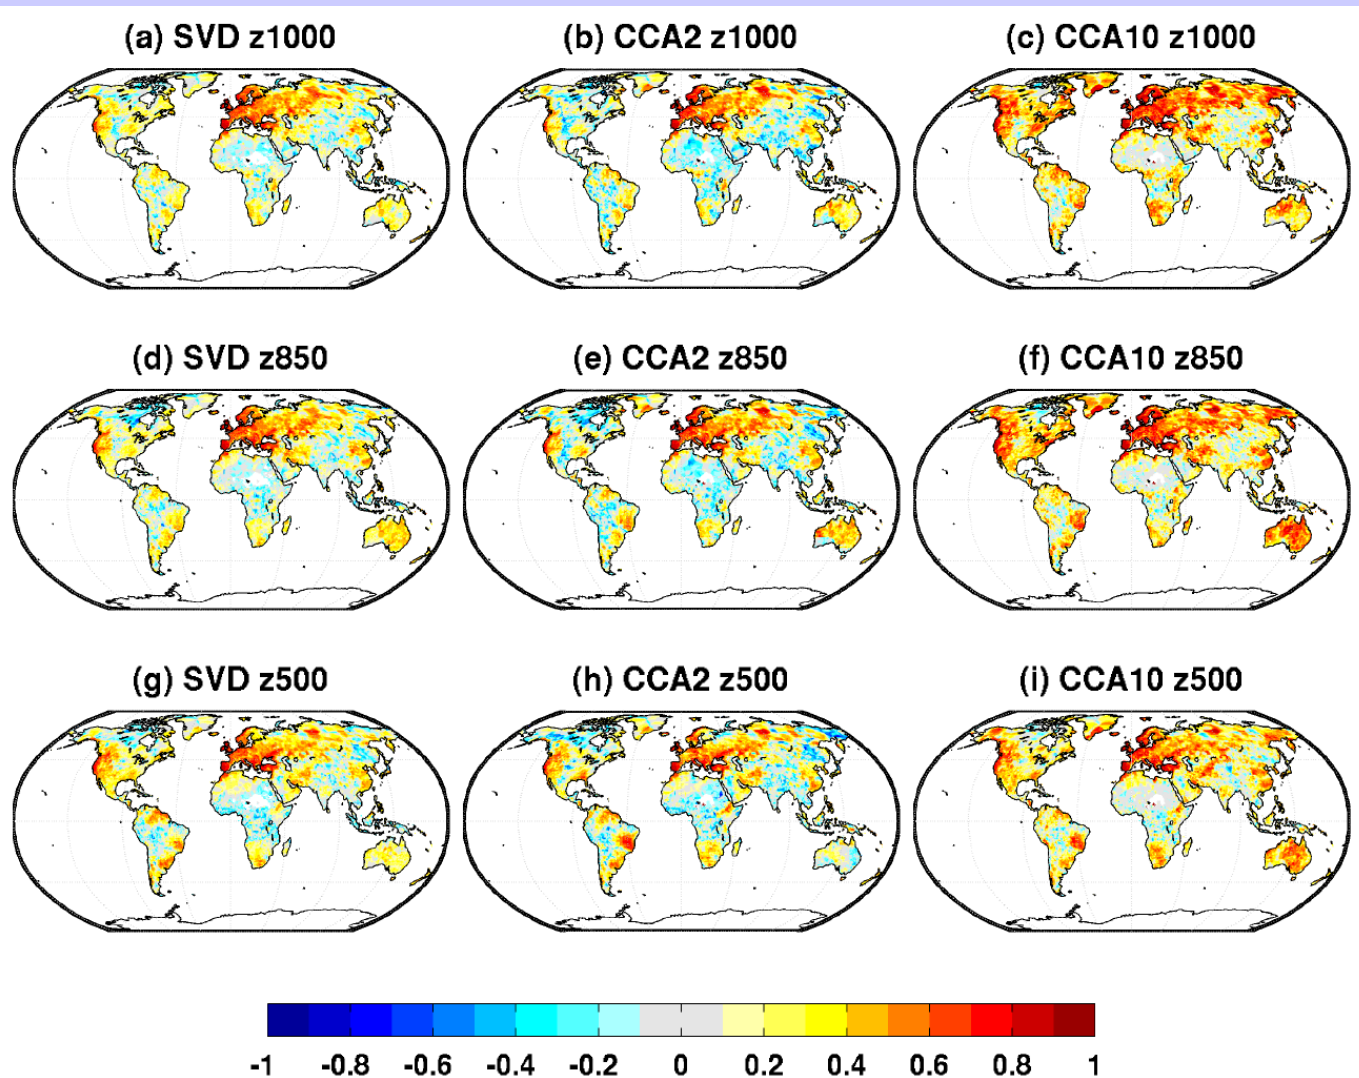 (a) SVD z1000
(b) CCA2 z1000
(c) CCA10 z1000
(d) SVD z850
(e) CCA2 z850
(f) CCA10 z850
(g) SVD z500
(h) CCA2 z500
(i) CCA10 z500
-1 -0.8 -0.6 -0.4 -0.2 0 0.2 0.4 0.6 0.8 1